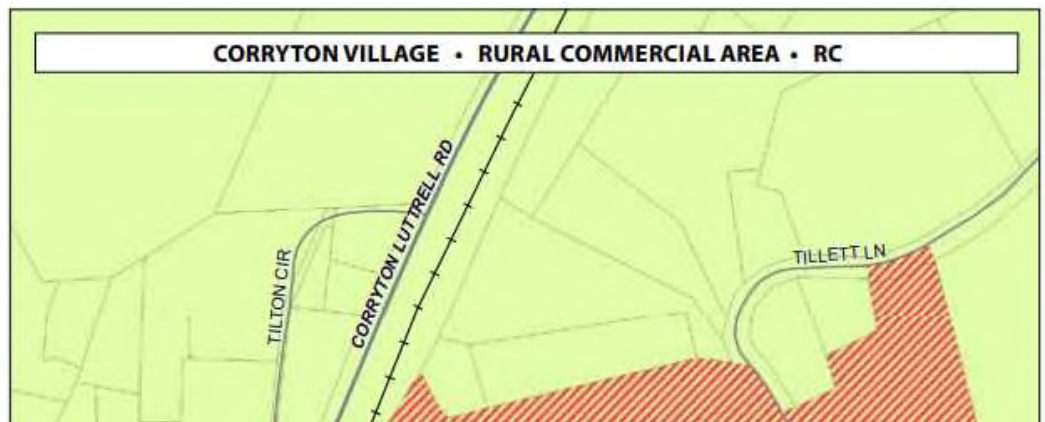 CORRYTON VILLAGE • RURAL COMMERCIAL AREA • RC
CORRYTON LUTTRELL RD
TILLETT LN
TILTON CIR